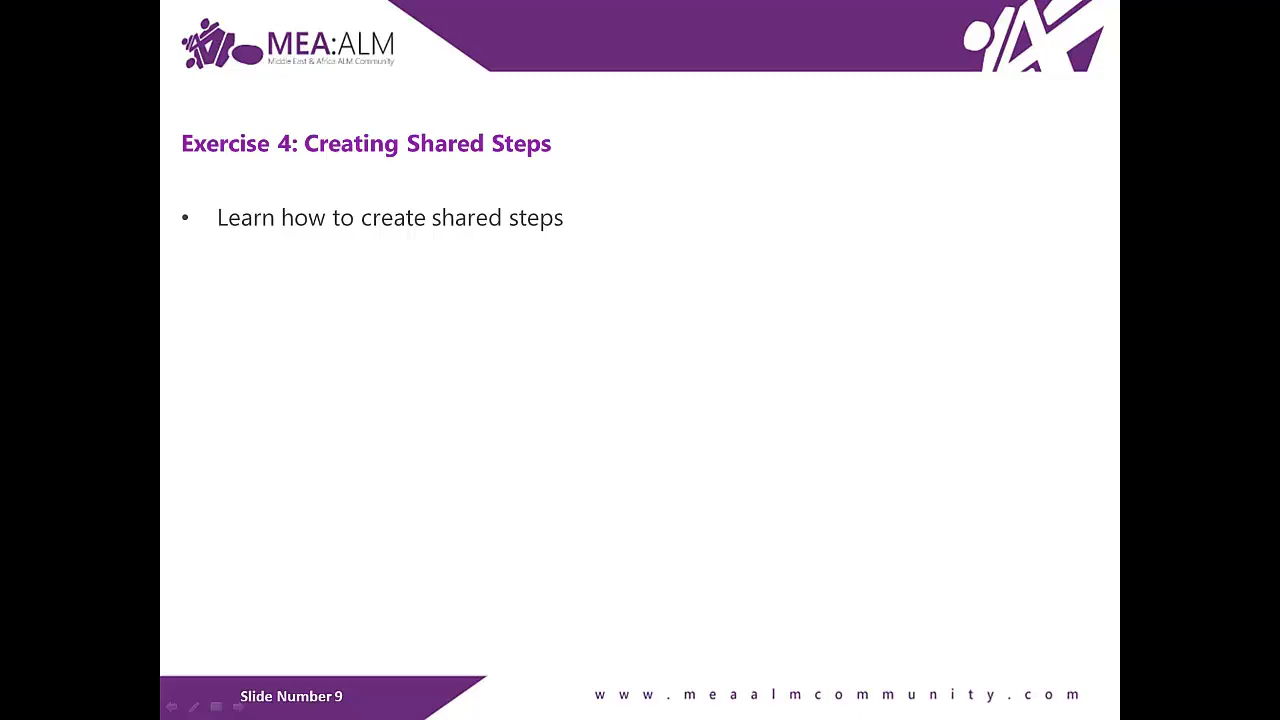 MEA:ALM
Middle East & Africa ALM Community
Exercise 4: Creating Shared Steps
• Learn how to create shared steps
Slide Number 9
www.meaalmcommunity.com